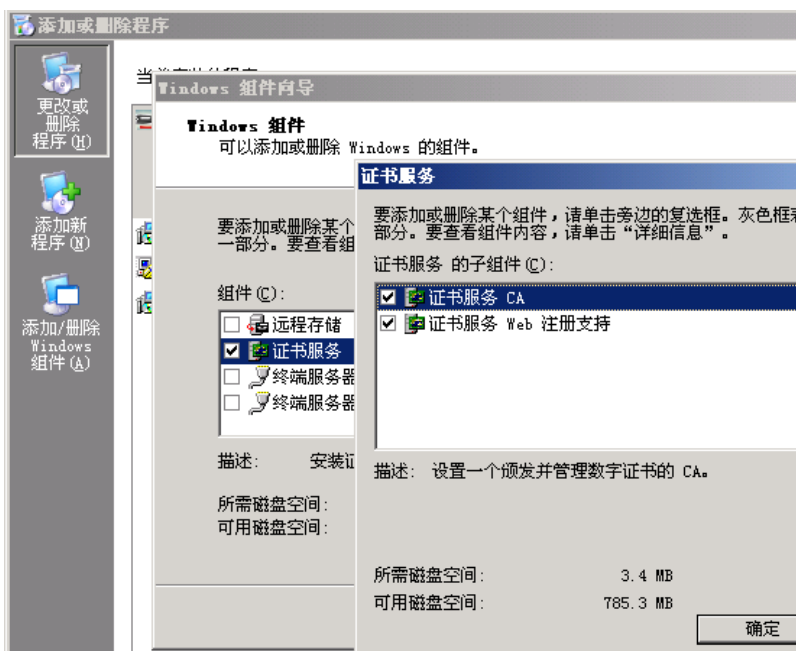 添加或删除程序
更改或
删除
程序(H)
添加新
程序(N)
添加/删除
Windows
组件(A)
Windows 组件向导
Windows 组件
可以添加或删除 Windows 的组件。
要添加或删除某个
一部分。要查看组
组件(C):
远程存储
证书服务
终端服务器
终端服务器
描述: 安装证
所需磁盘空间:
可用磁盘空间:
证书服务
要添加或删除某个组件，请单击旁边的复选框。灰色框表
部分。要查看组件内容，请单击“详细信息”。
证书服务 的子组件(C):
证书服务 CA
证书服务 Web 注册支持
描述: 设置一个颁发并管理数字证书的 CA。
所需磁盘空间: 3.4 MB
可用磁盘空间: 785.3 MB
确定